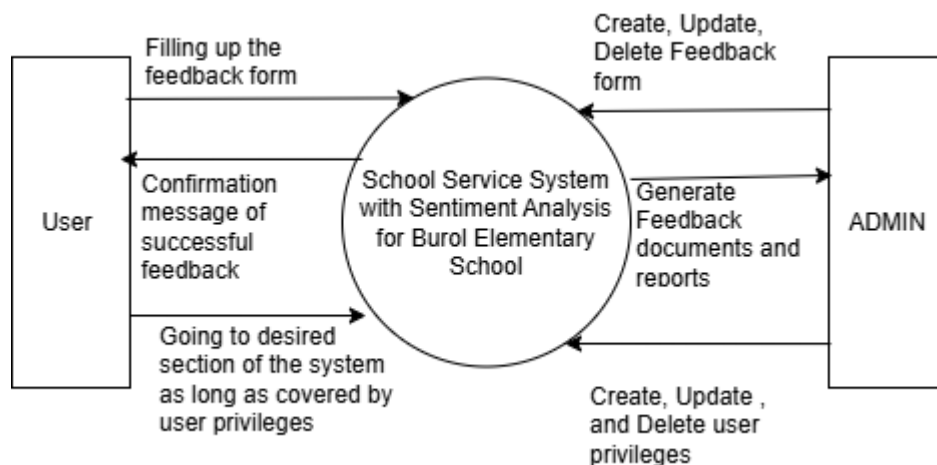 Filling up the
feedback form
Create, Update,
Delete Feedback
form
User
Confirmation
message of
successful
feedback
School Service System
with Sentiment Analysis
for Burol Elementary
School
Generate
Feedback
documents and
reports
ADMIN
Going to desired
section of the system
as long as covered by
user privileges
Create, Update ,
and Delete user
privileges